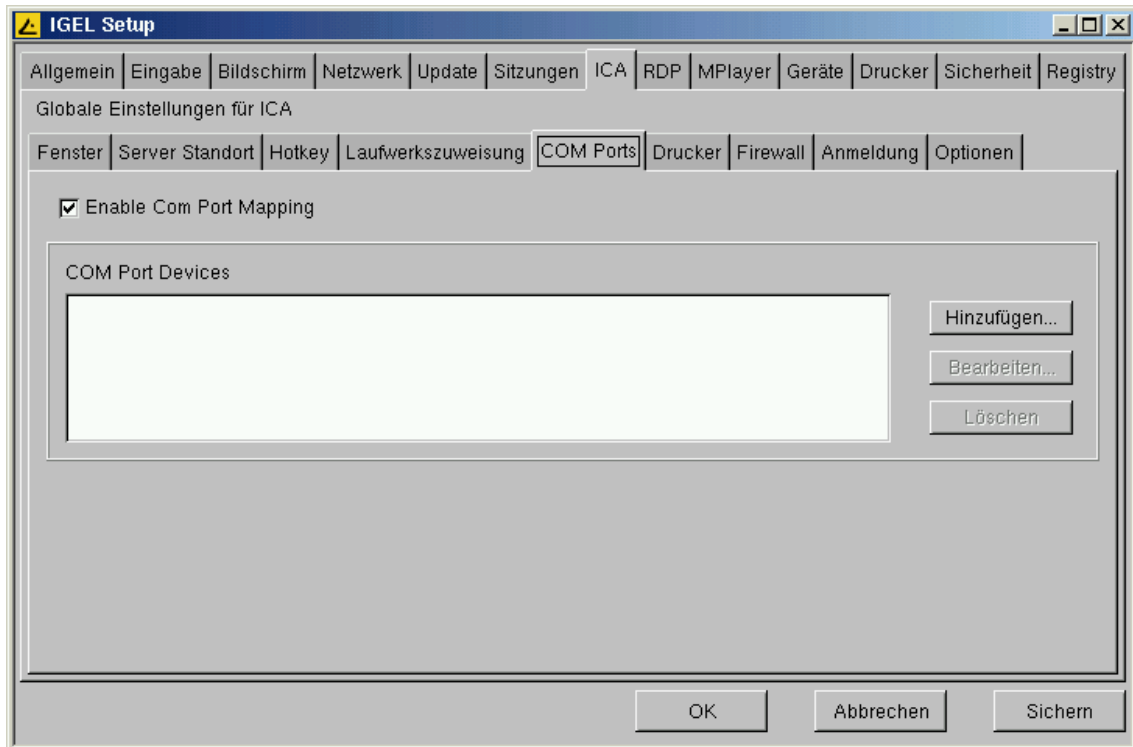 IGEL Setup
Allgemein Eingabe Bildschirm Netzwerk Update Sitzungen ICA RDP MPlayer Geräte Drucker Sicherheit Registry
Globale Einstellungen für ICA
Fenster Server Standort Hotkey Laufwerkszuweisung COM Ports Drucker Firewall Anmeldung Optionen
Enable Com Port Mapping
COM Port Devices
Hinzufügen...
Bearbeiten...
Löschen
OK Abbrechen Sichern